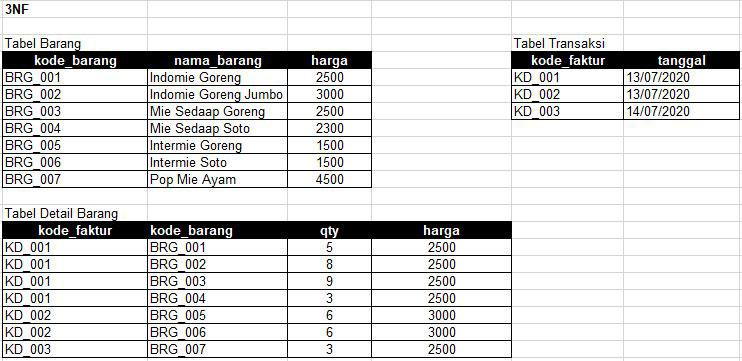 3NF
Tabel Barang
kode_barang nama_barang harga
BRG_001 Indomie Goreng 2500
BRG_002 Indomie Goreng Jumbo 3000
BRG_003 Mie Sedaap Goreng 2500
BRG_004 Mie Sedaap Soto 2300
BRG_005 Intermie Goreng 1500
BRG_006 Intermie Soto 1500
BRG_007 Pop Mie Ayam 4500
Tabel Transaksi
kode_faktur tanggal
KD_001 13/07/2020
KD_002 13/07/2020
KD_003 14/07/2020
Tabel Detail Barang
kode_faktur kode_barang qty harga
KD_001 BRG_001 5 2500
KD_001 BRG_002 8 2500
KD_001 BRG_003 9 2500
KD_001 BRG_004 3 2500
KD_002 BRG_005 6 3000
KD_002 BRG_006 6 3000
KD_003 BRG_007 3 2500